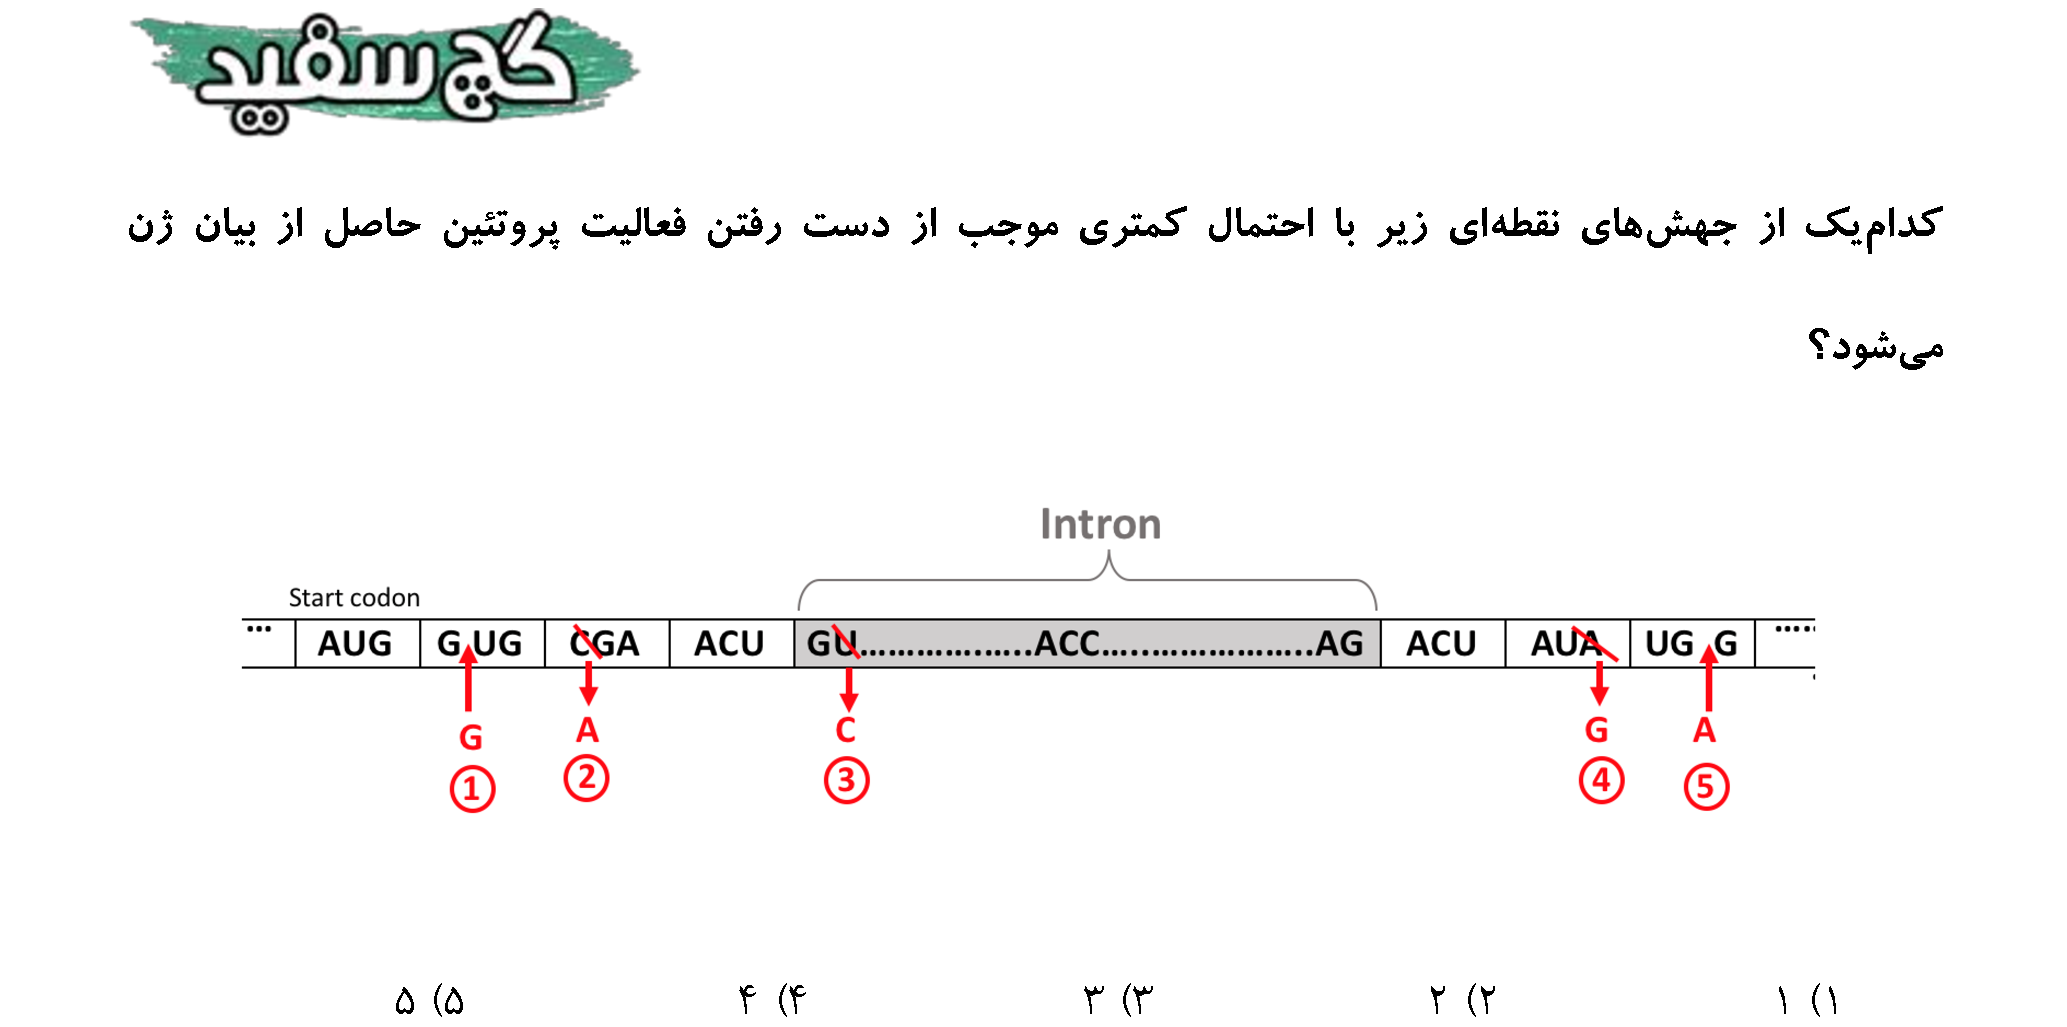 گچ سفید
کدام‌یک از جهش‌های نقطه‌ای زیر با احتمال کمتری موجب از دست رفتن فعالیت پروتئین حاصل از بیان ژن
می‌شود؟
Intron
Start codon
... AUG G UG CGA ACU GU....................ACC....................AG ACU AUA UG G .....
G A C G A
1 2 3 4 5
۱) ۱ ۲) ۲ ۳) ۳ ۴) ۴ ۵) ۵